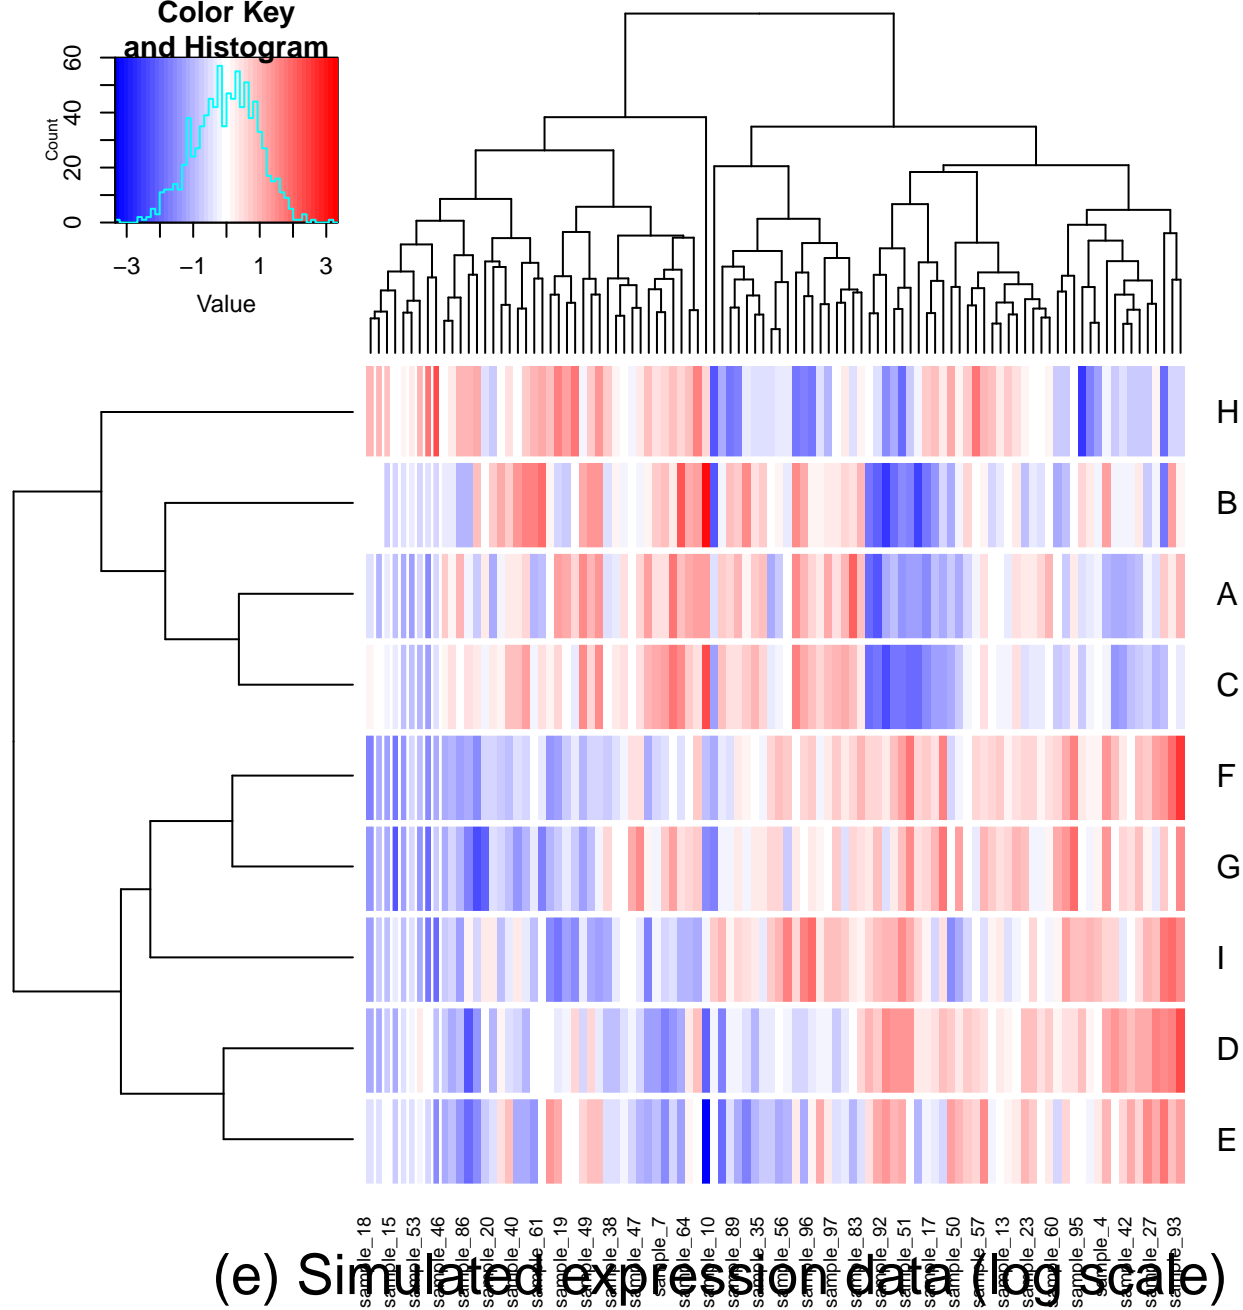 Color Key
and Histogram
Count
0 20 40 60
−3 −1 1 3
Value
H
B
A
C
F
G
I
D
E
sample_18
sample_15
sample_53
sample_46
sample_86
sample_20
sample_40
sample_61
sample_19
sample_49
sample_38
sample_47
sample_7
sample_64
sample_10
sample_89
sample_35
sample_56
sample_96
sample_97
sample_83
sample_92
sample_51
sample_17
sample_50
sample_57
sample_13
sample_23
sample_60
sample_95
sample_4
sample_42
sample_27
sample_93
(e) Simulated expression data (log scale)